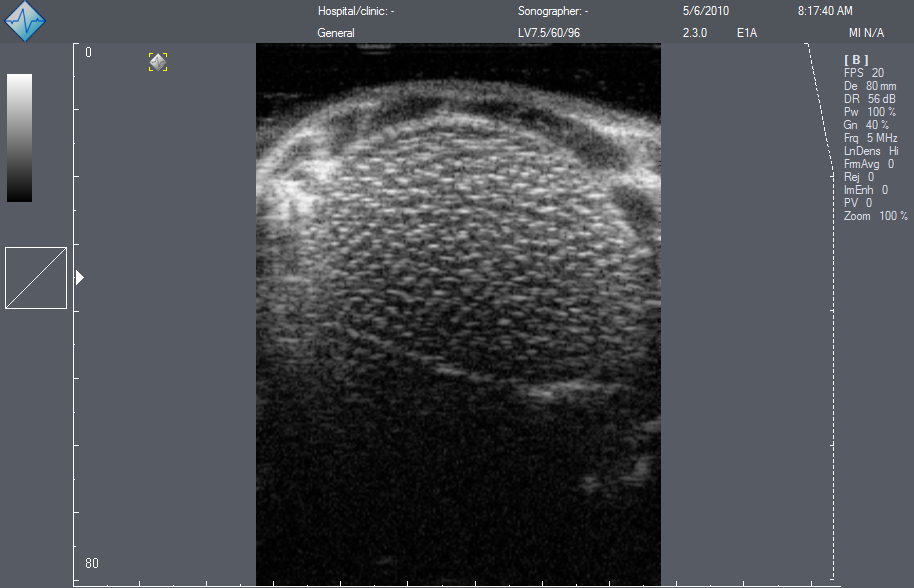 Hospital/clinic: - Sonographer: - 5/6/2010 8:17:40 AM
General LV7.5/60/96 2.3.0 E1A MI N/A
0
[ B ]
FPS 20
De 80 mm
DR 56 dB
Pw 100 %
Gn 40 %
Frq 5 MHz
LnDens Hi
FrmAvg 0
Rej 0
ImEnh 0
PV 0
Zoom 100 %
80